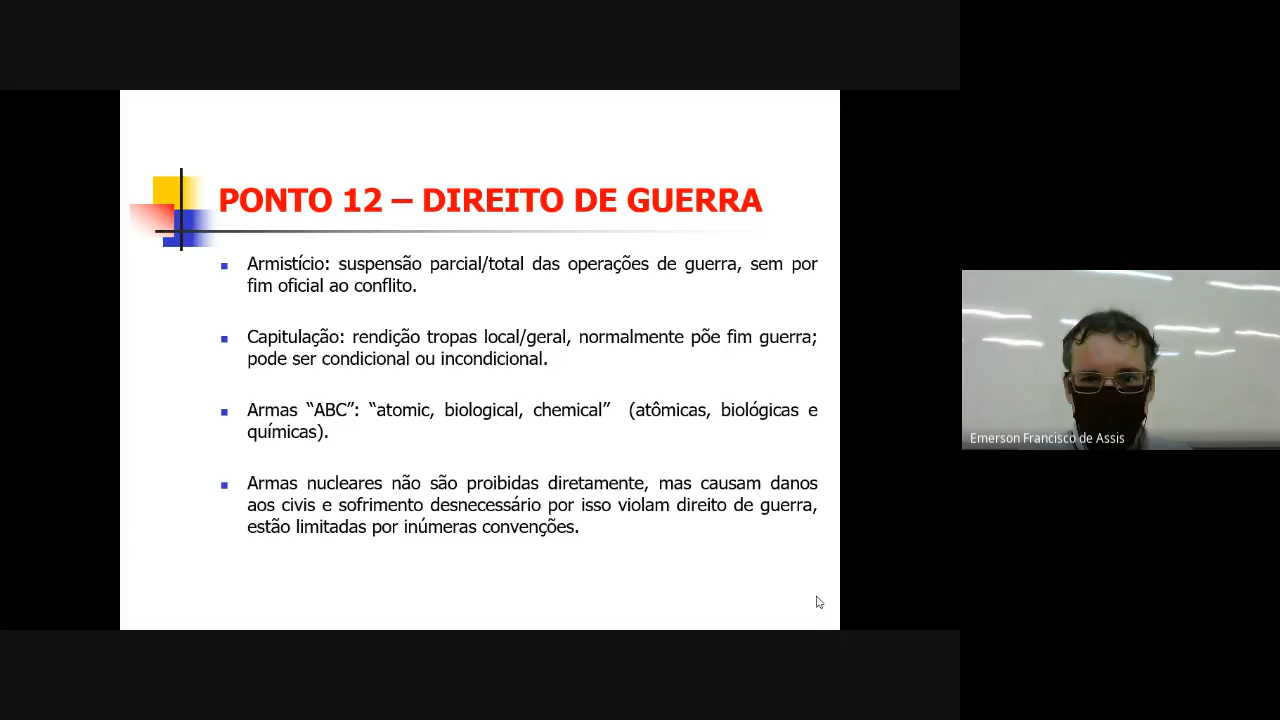 PONTO 12 – DIREITO DE GUERRA
Armistício: suspensão parcial/total das operações de guerra, sem por
fim oficial ao conflito.
Capitulação: rendição tropas local/geral, normalmente põe fim guerra;
pode ser condicional ou incondicional.
Armas “ABC”: “atomic, biological, chemical” (atômicas, biológicas e
químicas).
Armas nucleares não são proibidas diretamente, mas causam danos
aos civis e sofrimento desnecessário por isso violam direito de guerra,
estão limitadas por inúmeras convenções.
Emerson Francisco de Assis